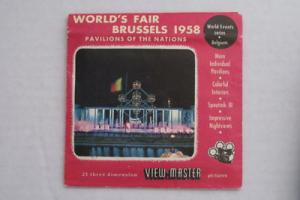 WORLD'S FAIR
BRUSSELS 1958
PAVILIONS OF THE NATIONS
World Events
series
Belgium
More
Individual
Pavilions
Colorful
Interiors
Sputnik III
Impressive
Nightviews
21 three dimension
VIEW-MASTER
pictures